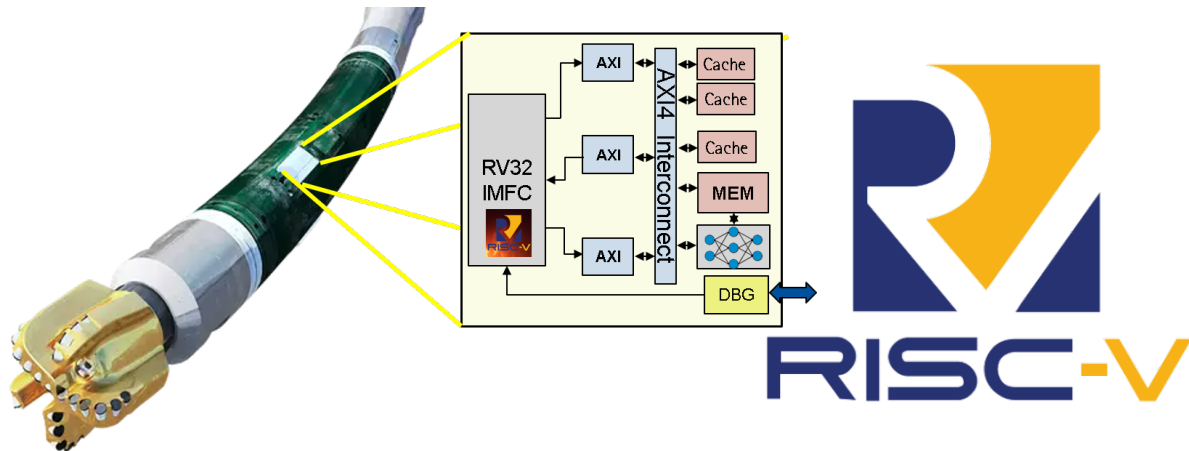 AXI
AXI
AXI
RV32
IMFC
RISC-V
AXI4 Interconnect
Cache
Cache
Cache
MEM
DBG
RISC-V